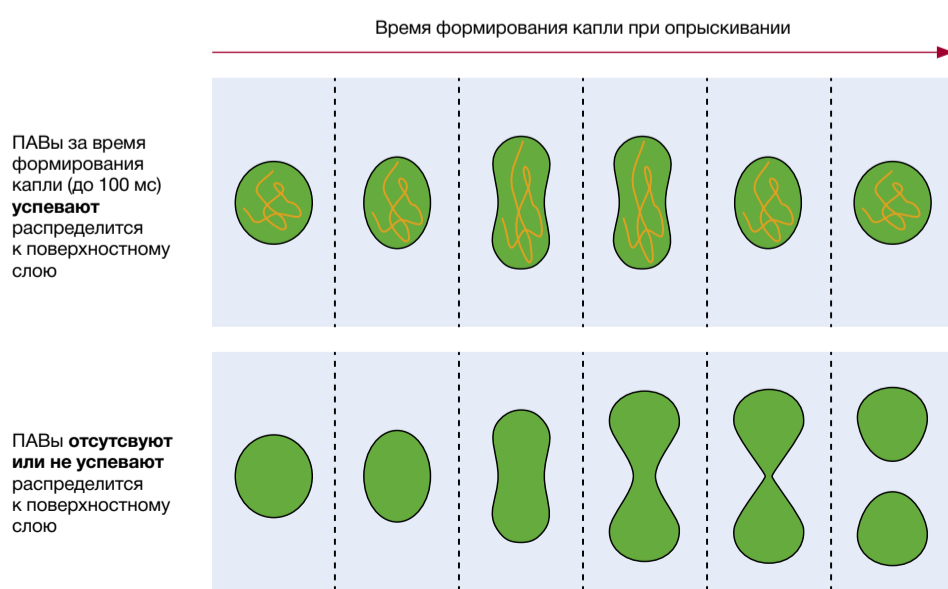 Время формирования капли при опрыскивании
ПАВы за время
формирования
капли (до 100 мс)
успевают
распределится
к поверхностному
слою
ПАВы отсутсвуют
или не успевают
распределится
к поверхностному
слою